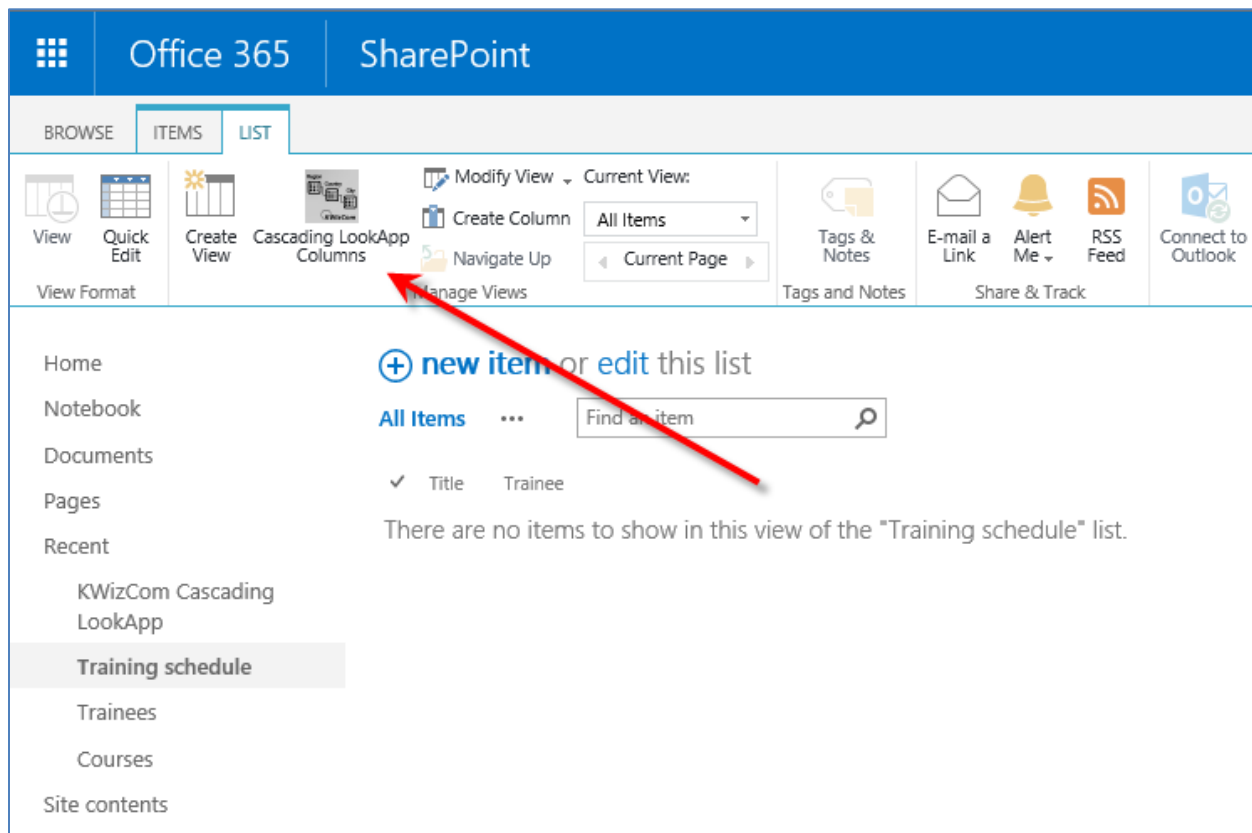 Office 365 SharePoint
BROWSE ITEMS LIST
View
Quick
Edit
View Format
Create
View
Region
Country
City
KWizCom
Cascading LookApp
Columns
Modify View
Create Column
Navigate Up
Current View:
All Items
Current Page
Manage Views
Tags &
Notes
Tags and Notes
E-mail a
Link
Alert
Me
RSS
Feed
Share & Track
Connect to
Outlook
Home
Notebook
Documents
Pages
Recent
KWizCom Cascading
LookApp
Training schedule
Trainees
Courses
Site contents
new item or edit this list
All Items ••• Find an item
Title Trainee
There are no items to show in this view of the "Training schedule" list.